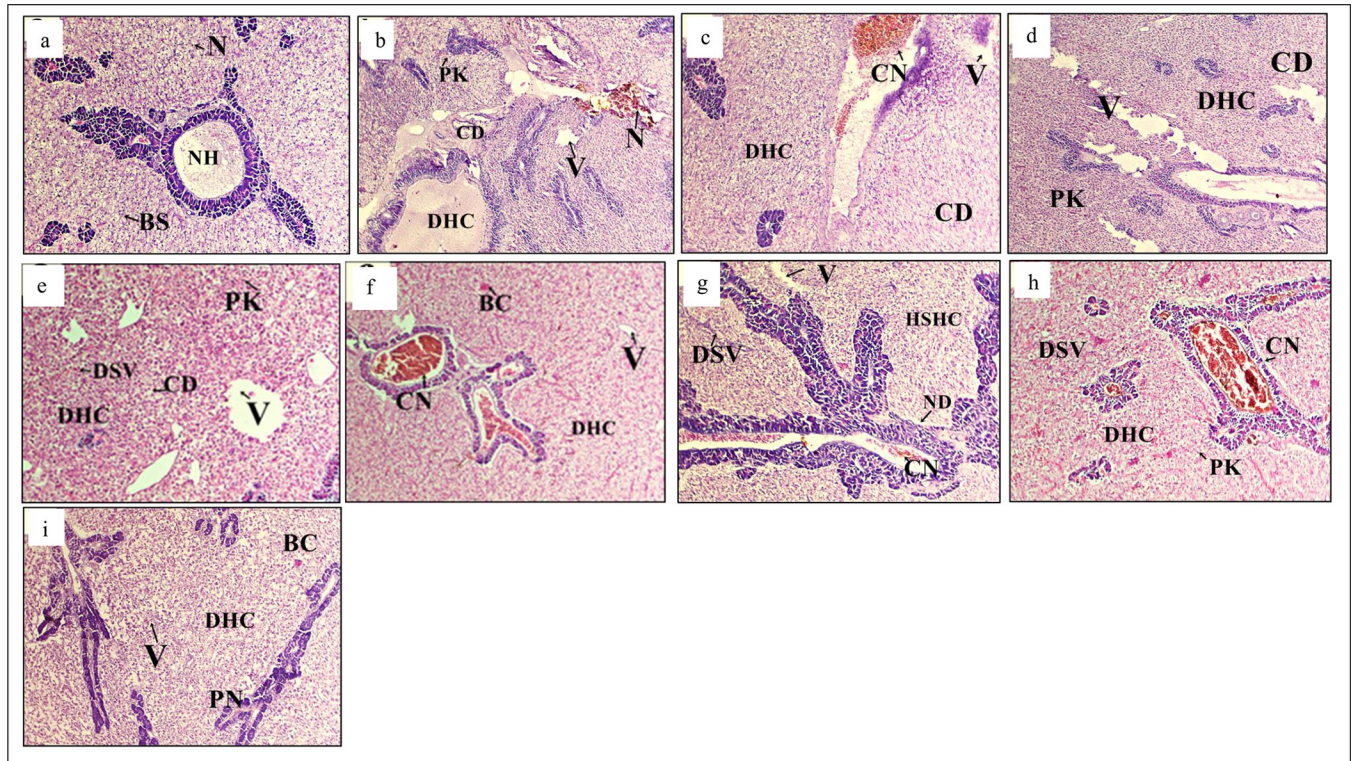 a
N
NH
BS
b
PK
CD
N
V
DHC
c
CN
V
DHC
CD
d
CD
DHC
V
PK
e
PK
DSV
CD
DHC
V
f
BC
V
CN
DHC
g
V
HSHC
DSV
ND
CN
h
CN
DSV
DHC
PK
i
BC
DHC
V
PN